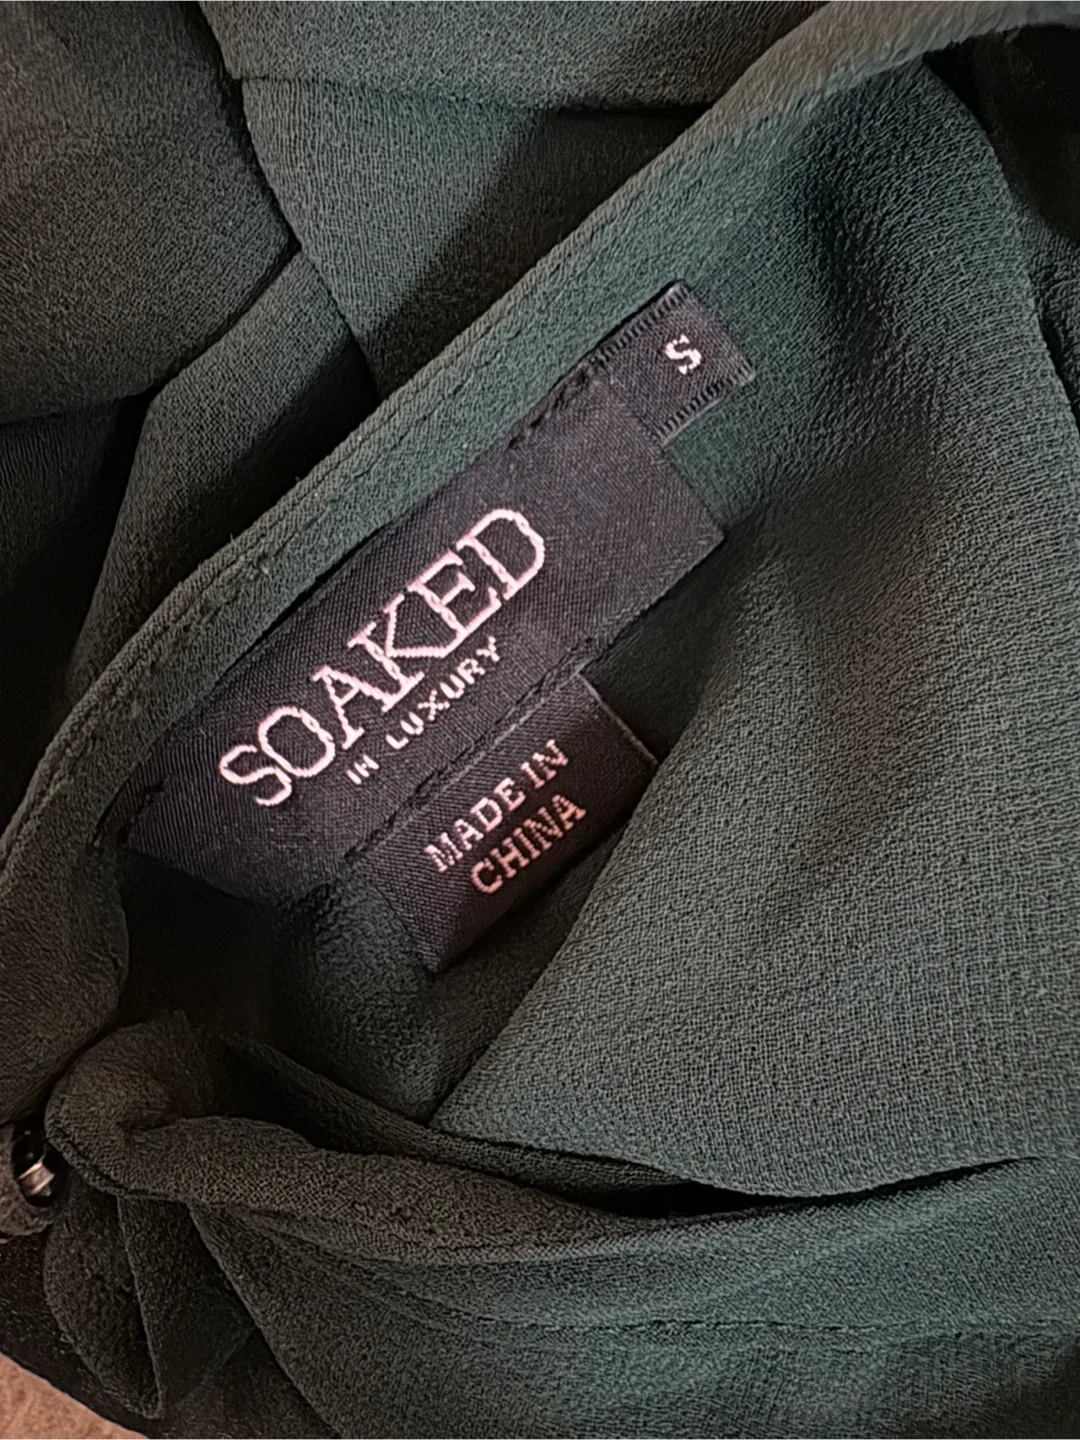 S
SOAKED
IN LUXURY
MADE IN
CHINA